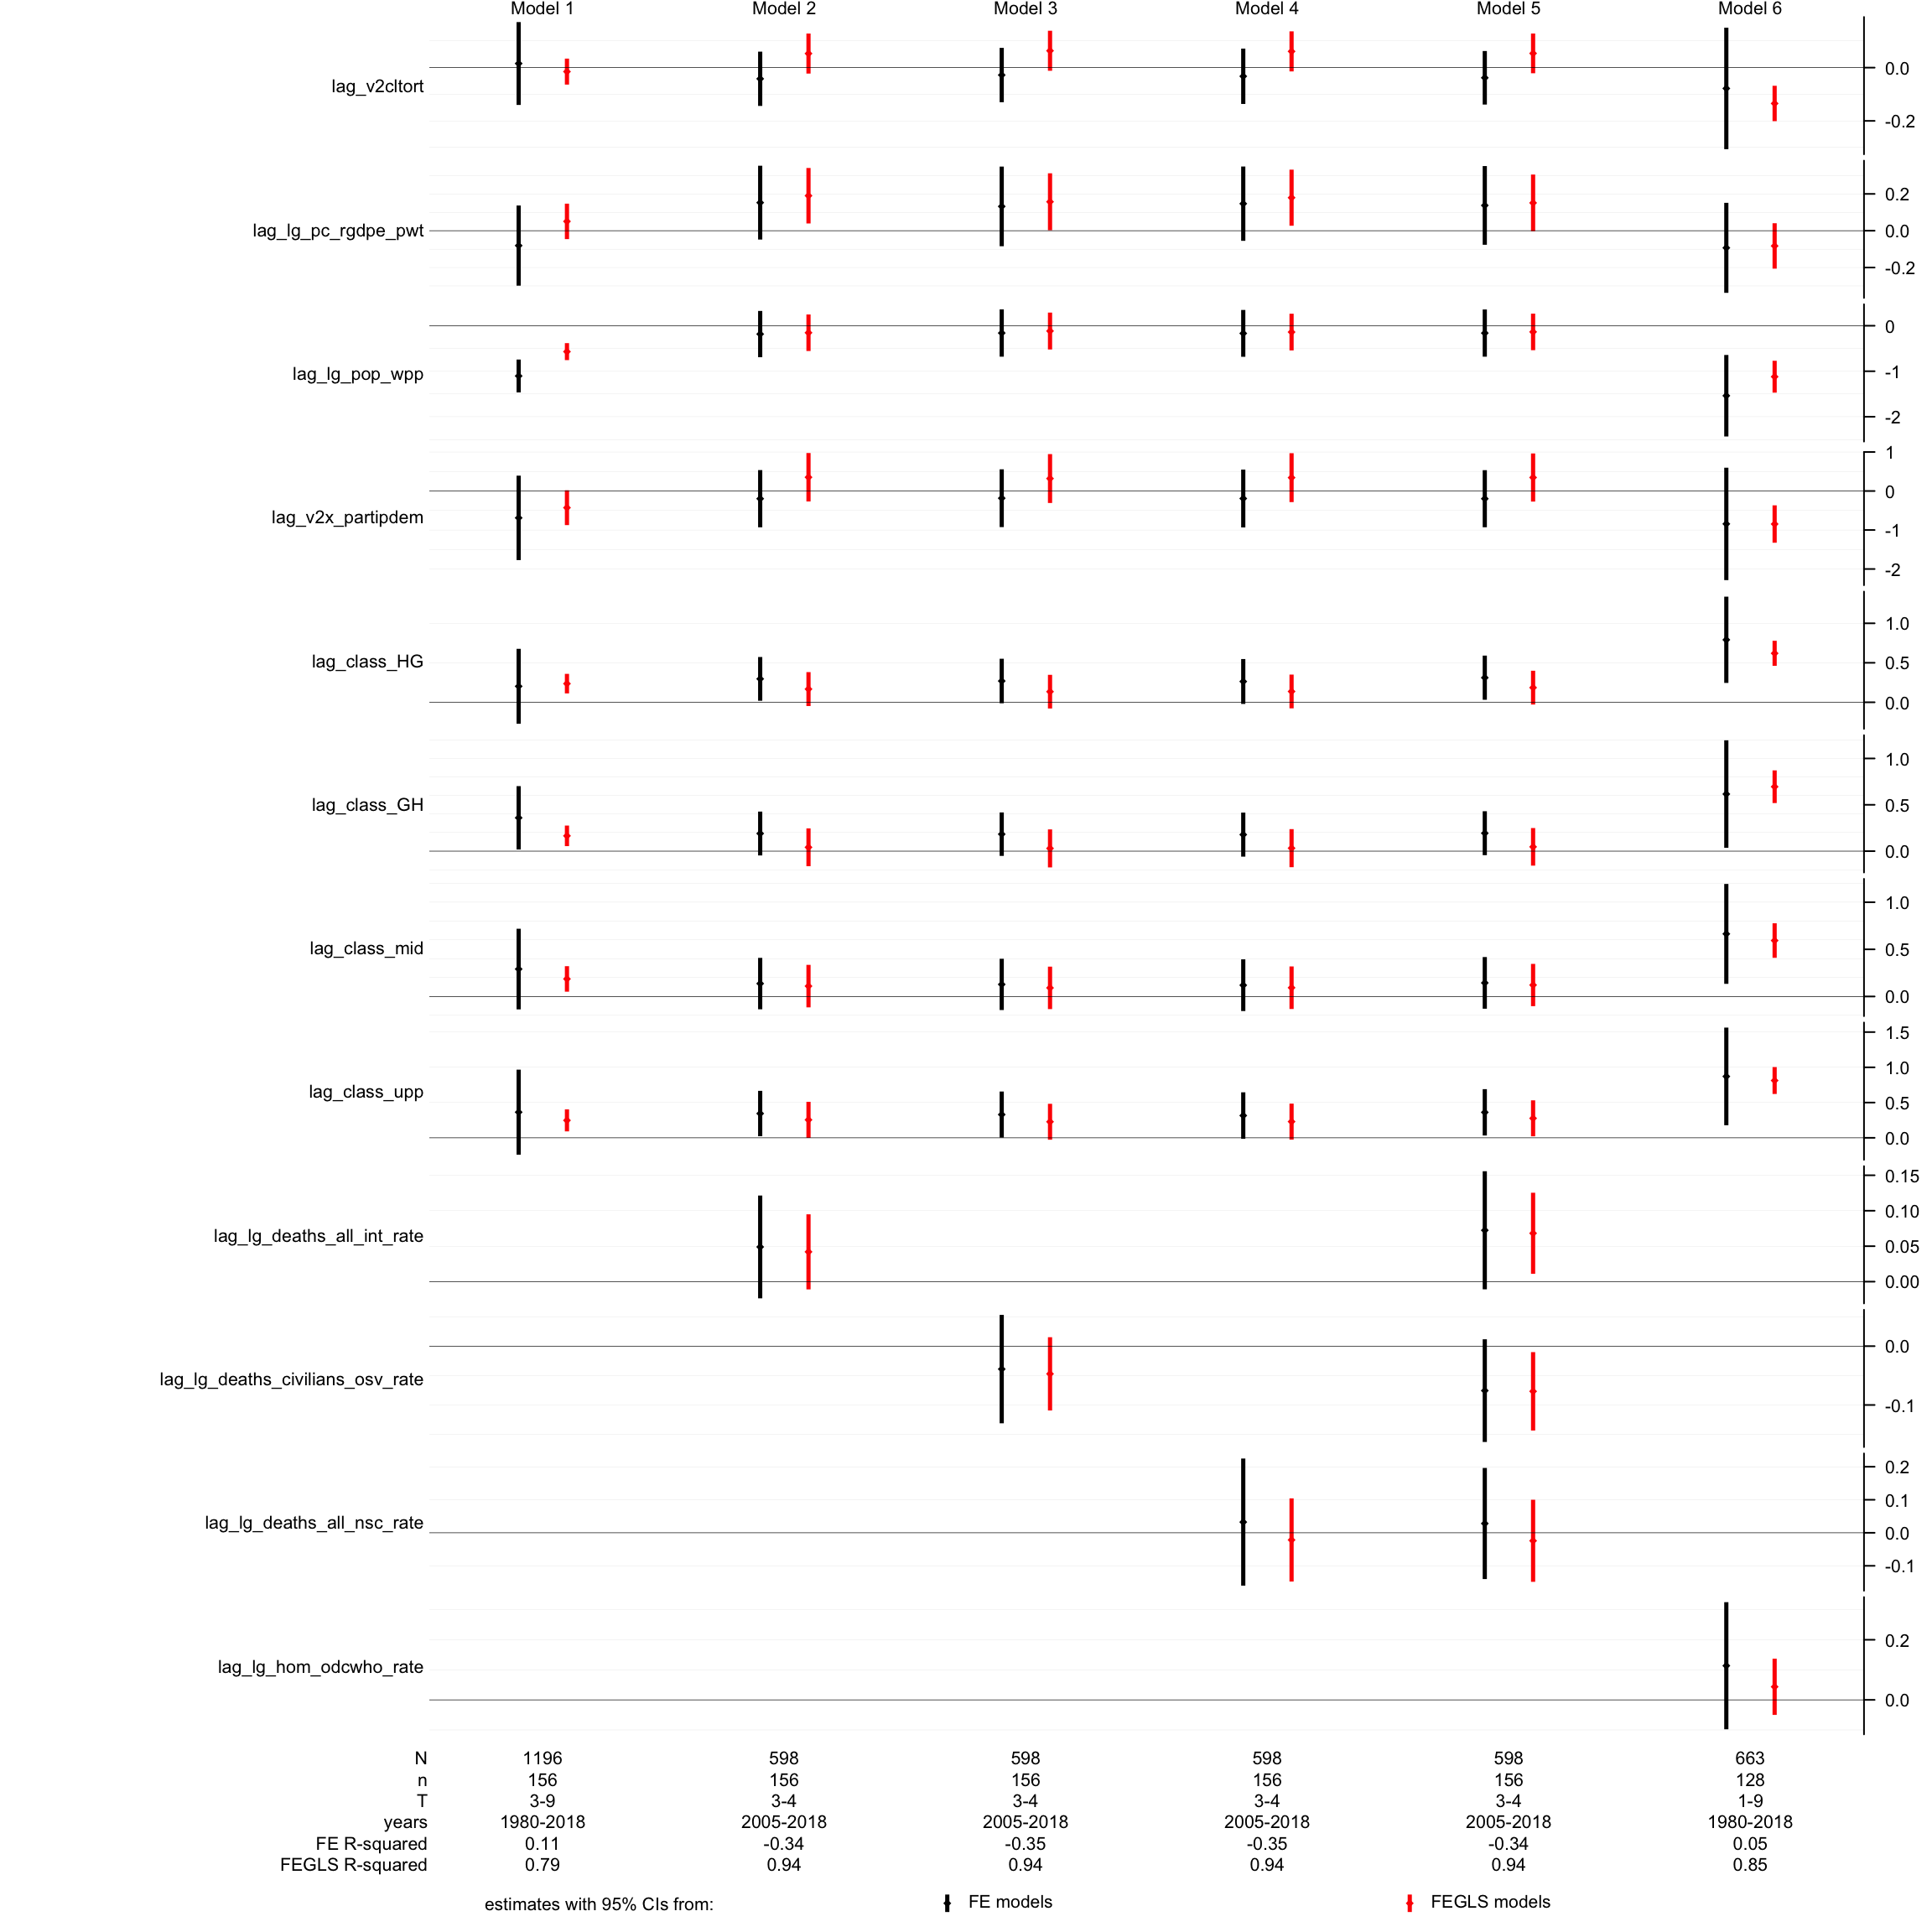 Model 1 Model 2 Model 3 Model 4 Model 5 Model 6
0.0
lag_v2cltort
-0.2
0.2
lag_lg_pc_rgdpe_pwt 0.0
-0.2
0
lag_lg_pop_wpp -1
-2
1
0
lag_v2x_partipdem
-1
-2
1.0
lag_class_HG 0.5
0.0
1.0
lag_class_GH 0.5
0.0
1.0
lag_class_mid 0.5
0.0
1.5
1.0
lag_class_upp
0.5
0.0
0.15
0.10
lag_lg_deaths_all_int_rate
0.05
0.00
0.0
lag_lg_deaths_civilians_osv_rate
-0.1
0.2
0.1
lag_lg_deaths_all_nsc_rate
0.0
-0.1
0.2
lag_lg_hom_odcwho_rate
0.0
N 1196 598 598 598 598 663
n 156 156 156 156 156 128
T 3-9 3-4 3-4 3-4 3-4 1-9
years 1980-2018 2005-2018 2005-2018 2005-2018 2005-2018 1980-2018
FE R-squared 0.11 -0.34 -0.35 -0.35 -0.34 0.05
FEGLS R-squared 0.79 0.94 0.94 0.94 0.94 0.85
estimates with 95% CIs from: FE models FEGLS models